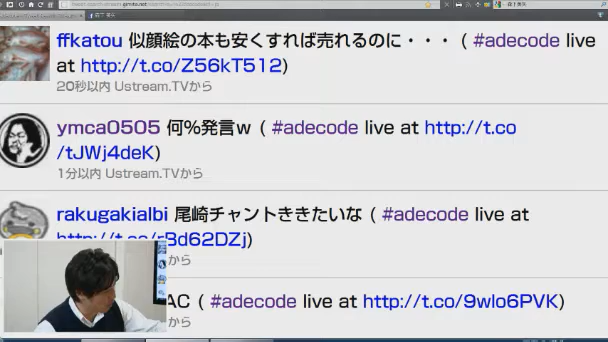 ffkatou 似顔絵の本も安くすれば売れるのに・・・ ( #adecode live
at http://t.co/Z56kT512)
20秒以内 Ustream.TVから
ymca0505 何%発言w ( #adecode live at http://t.co
/tJWj4deK)
1分以内 Ustream.TVから
rakugakialbi 尾崎チャントききたいな ( #adecode live at
http://t.co/rBd62DZj)
から
AC ( #adecode live at http://t.co/9wlo6PVK)
から